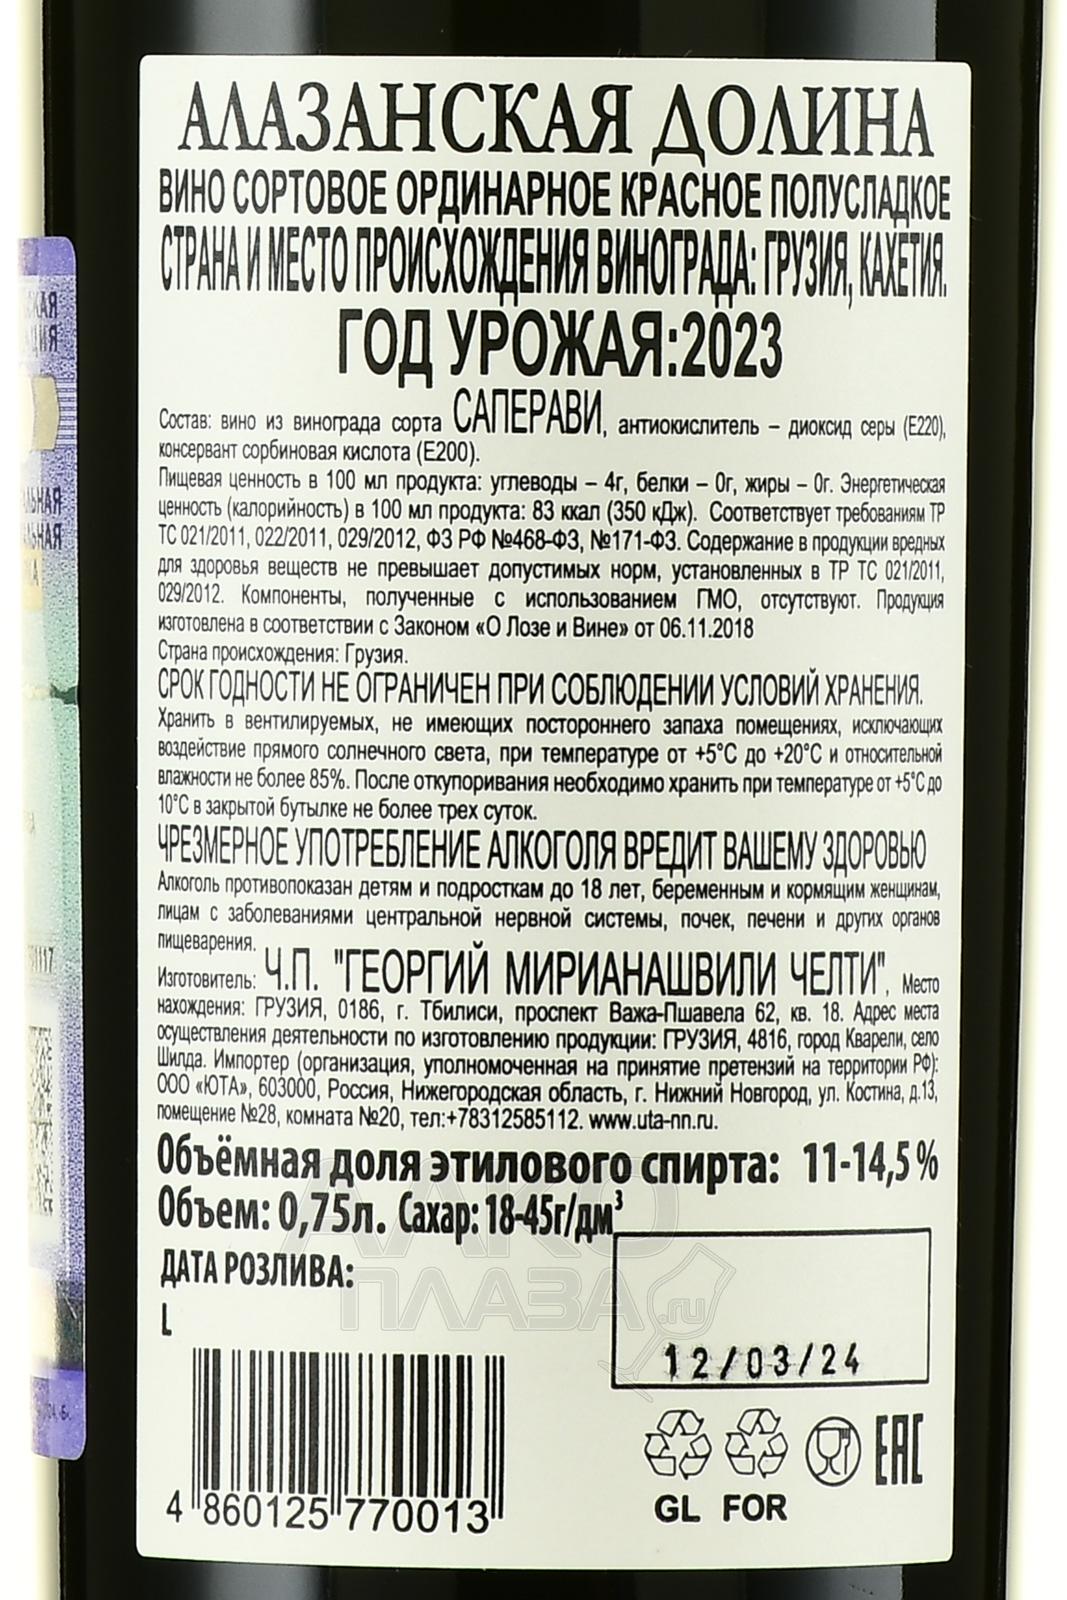 АЛАЗАНСКАЯ ДОЛИНА
ВИНО СОРТОВОЕ ОРДИНАРНОЕ КРАСНОЕ ПОЛУСЛАДКОЕ
СТРАНА И МЕСТО ПРОИСХОЖДЕНИЯ ВИНОГРАДА: ГРУЗИЯ, КАХЕТИЯ.
ГОД УРОЖАЯ:2023
Состав: вино из винограда сорта САПЕРАВИ, антиокислитель – диоксид серы (Е220),
консервант сорбиновая кислота (Е200).
Пищевая ценность в 100 мл продукта: углеводы – 4г, белки – 0г, жиры – 0г. Энергетическая
ценность (калорийность) в 100 мл продукта: 83 ккал (350 кДж). Соответствует требованиям ТР
ТС 021/2011, 022/2011, 029/2012, ФЗ РФ №468-ФЗ, №171-ФЗ. Содержание в продукции вредных
для здоровья веществ не превышает допустимых норм, установленных в ТР ТС 021/2011,
029/2012. Компоненты, полученные с использованием ГМО, отсутствуют. Продукция
изготовлена в соответствии с Законом «О Лозе и Вине» от 06.11.2018
Страна происхождения: Грузия.
СРОК ГОДНОСТИ НЕ ОГРАНИЧЕН ПРИ СОБЛЮДЕНИИ УСЛОВИЙ ХРАНЕНИЯ.
Хранить в вентилируемых, не имеющих постороннего запаха помещениях, исключающих
воздействие прямого солнечного света, при температуре от +5°С до +20°С и относительной
влажности не более 85%. После откупоривания необходимо хранить при температуре от +5°С до
10°С в закрытой бутылке не более трех суток.
ЧРЕЗМЕРНОЕ УПОТРЕБЛЕНИЕ АЛКОГОЛЯ ВРЕДИТ ВАШЕМУ ЗДОРОВЬЮ
Алкоголь противопоказан детям и подросткам до 18 лет, беременным и кормящим женщинам,
лицам с заболеваниями центральной нервной системы, почек, печени и других органов
пищеварения.
Изготовитель: Ч.П. "ГЕОРГИЙ МИРИАНАШВИЛИ ЧЕЛТИ", Место
нахождения: ГРУЗИЯ, 0186, г. Тбилиси, проспект Важа-Пшавела 62, кв. 18. Адрес места
осуществления деятельности по изготовлению продукции: ГРУЗИЯ, 4816, город Кварели, село
Шилда. Импортер (организация, уполномоченная на принятие претензий на территории РФ):
ООО «ЮТА», 603000, Россия, Нижегородская область, г. Нижний Новгород, ул. Костина, д.13,
помещение №28, комната №20, тел:+78312585112. www.uta-nn.ru.
Объёмная доля этилового спирта: 11-14,5%
Объем: 0,75л. Сахар: 18-45г/дм³
ДАТА РОЗЛИВА:
L
12/03/24
4 860125 770013
GL FOR
EAC
АЛКО
ПЛАЗА.ru